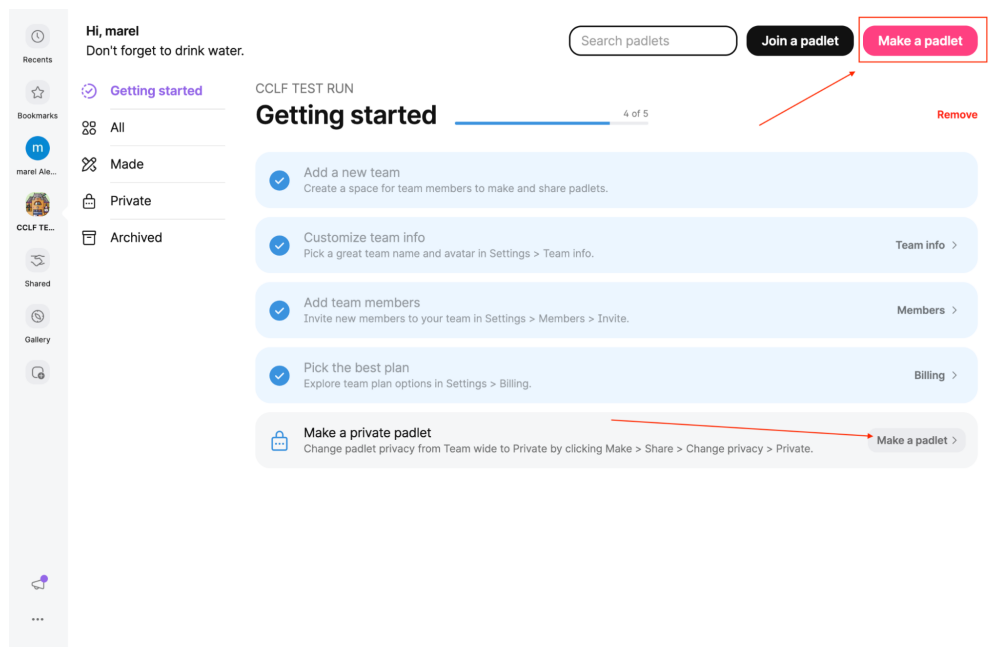 Hi, marel
Don't forget to drink water.
Search padlets
Join a padlet
Make a padlet
Recents
Bookmarks
m
marel Ale...
CCLF TE...
Shared
Gallery
Getting started
All
Made
Private
Archived
CCLF TEST RUN
Getting started
4 of 5
Remove
Add a new team
Create a space for team members to make and share padlets.
Customize team info
Pick a great team name and avatar in Settings > Team info.
Team info >
Add team members
Invite new members to your team in Settings > Members > Invite.
Members >
Pick the best plan
Explore team plan options in Settings > Billing.
Billing >
Make a private padlet
Change padlet privacy from Team wide to Private by clicking Make > Share > Change privacy > Private.
Make a padlet >